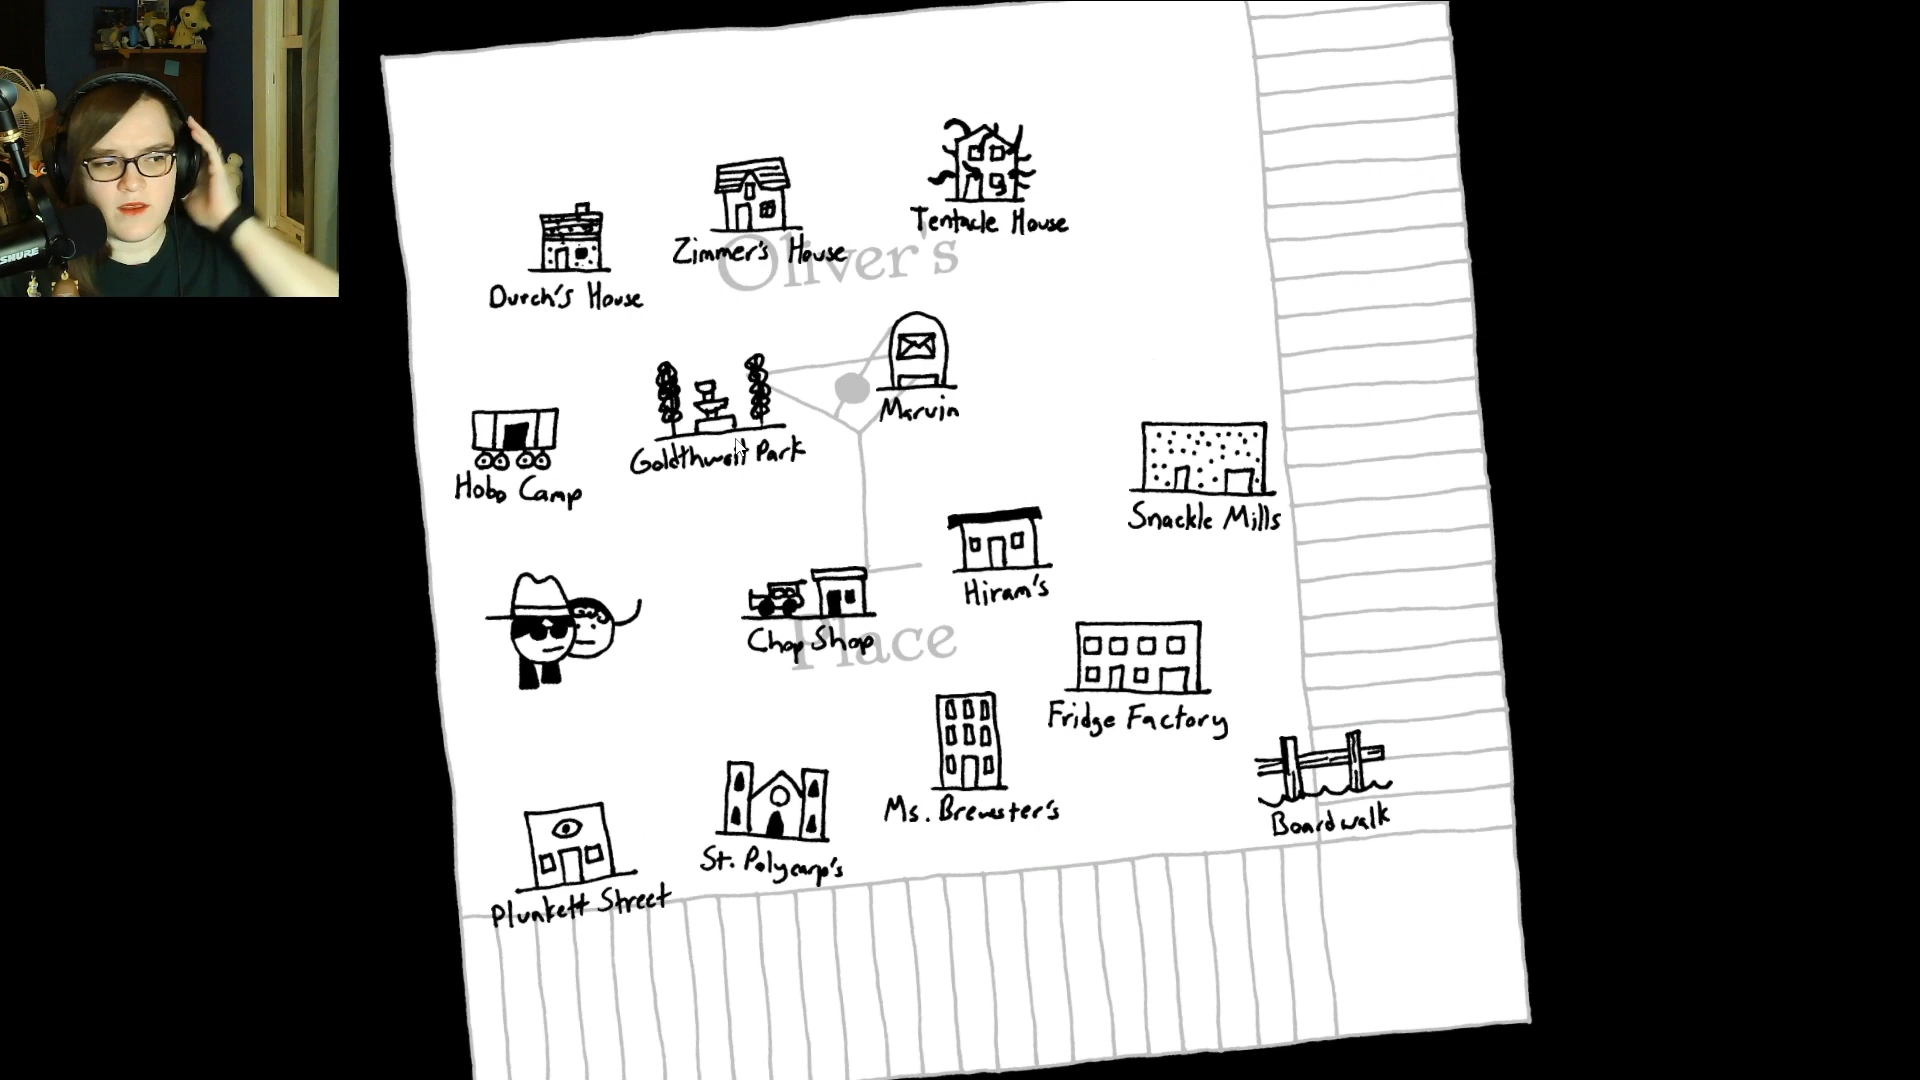 SHURE
Tentacle House
Zimmer's House
Oliver's
Durch's House
Marvin
Goldthwait Park
Hobo Camp
Snackle Mills
Hiram's
Chop Shop
Place
Fridge Factory
Ms. Brewster's
Boardwalk
St. Polycarp's
Plunkett Street